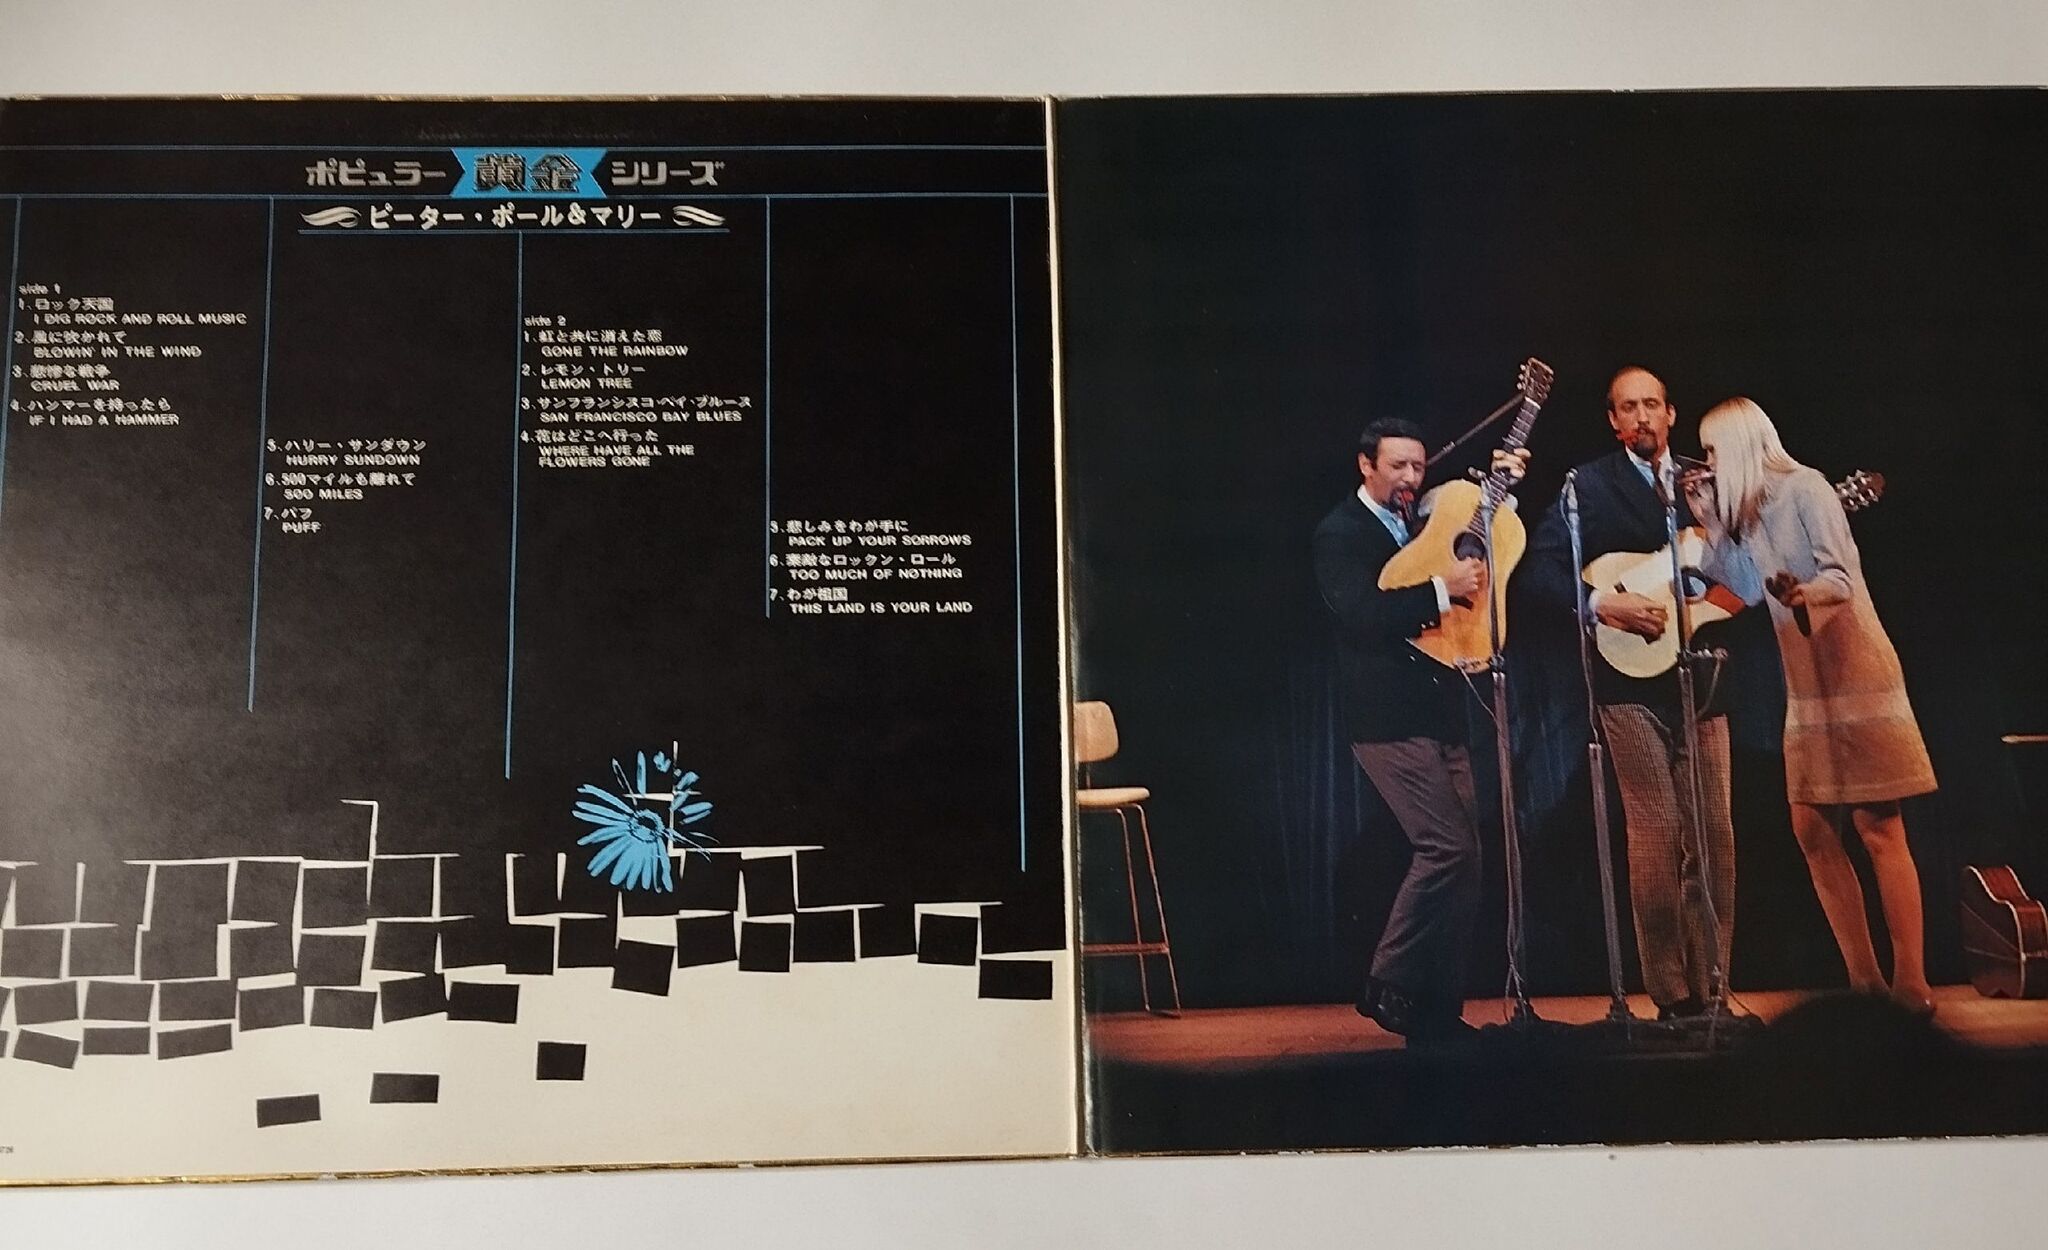 ポピュラー 黄金 シリーズ
ピーター・ポール&マリー
side 1
1. ロック天国
I DIG ROCK AND ROLL MUSIC
2. 風に吹かれて
BLOWIN' IN THE WIND
3. 悲惨な戦争
CRUEL WAR
4. ハンマーを持ったら
IF I HAD A HAMMER
5. ハリー・サンダウン
HURRY SUNDOWN
6. 500マイルも離れて
500 MILES
7. パフ
PUFF
side 2
1. 虹と共に消えた恋
GONE THE RAINBOW
2. レモン・トリー
LEMON TREE
3. サンフランシスコ・ベイ・ブルース
SAN FRANCISCO BAY BLUES
4. 花はどこへ行った
WHERE HAVE ALL THE
FLOWERS GONE
5. 悲しみをわが手に
PACK UP YOUR SORROWS
6. 素敵なロックン・ロール
TOO MUCH OF NOTHING
7. わが祖国
THIS LAND IS YOUR LAND